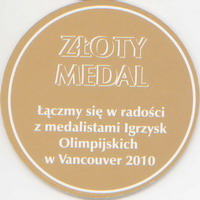 ZŁOTY
MEDAL
Łączmy się w radości
z medalistami Igrzysk
Olimpijskich
w Vancouver 2010